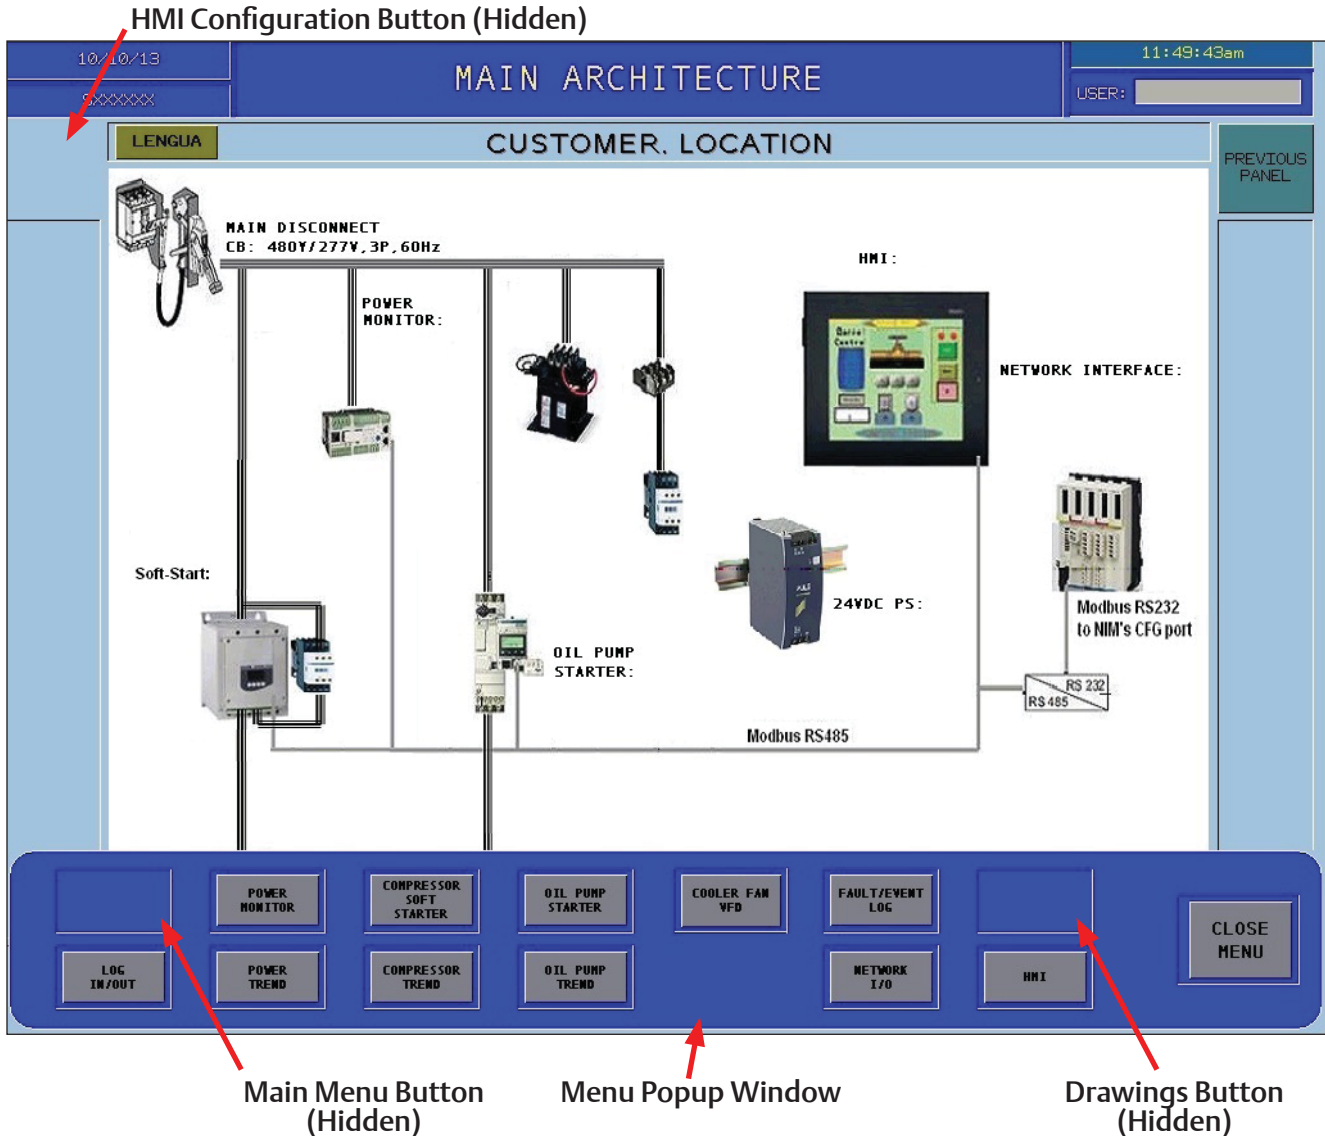 HMI Configuration Button (Hidden)
10/10/13
MAIN ARCHITECTURE
11:49:43am
SXXXXXX
USER:
LENGUA
CUSTOMER. LOCATION
PREVIOUS
PANEL
MAIN DISCONNECT
CB: 480V/277V,3P,60Hz
HMI:
POWER
MONITOR:
NETWORK INTERFACE:
Soft-Start:
24VDC PS:
Modbus RS232
to NIM's CFG port
OIL PUMP
STARTER:
RS 232
RS 485
Modbus RS485
POWER
MONITOR
COMPRESSOR
SOFT
STARTER
OIL PUMP
STARTER
COOLER FAN
VFD
FAULT/EVENT
LOG
CLOSE
MENU
LOG
IN/OUT
POWER
TREND
COMPRESSOR
TREND
OIL PUMP
TREND
NETWORK
I/O
HMI
Main Menu Button
(Hidden)
Menu Popup Window
Drawings Button
(Hidden)